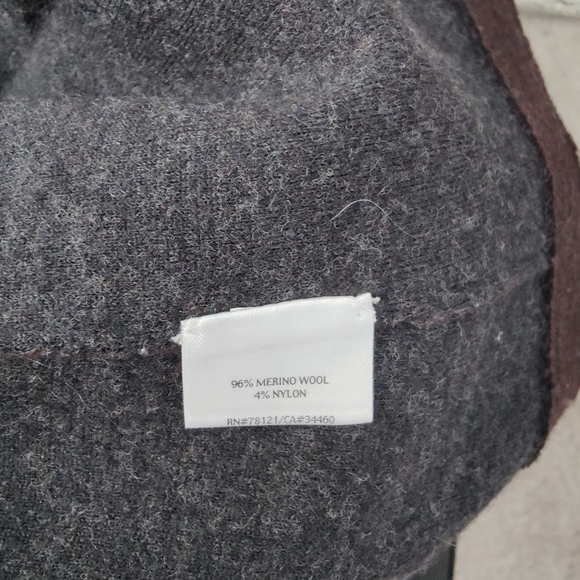 96% MERINO WOOL
4% NYLON
RN#78121/CA#34460